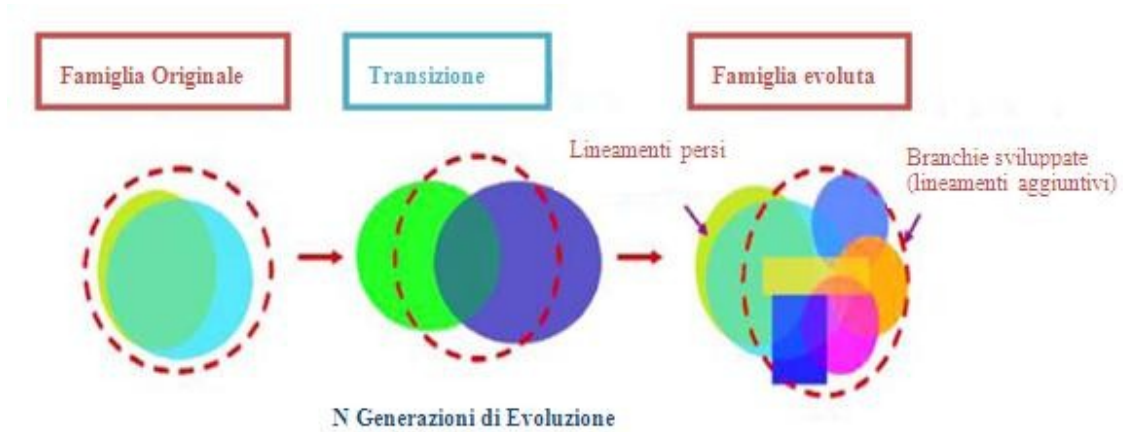 Famiglia Originale
Transizione
Famiglia evoluta
Lineamenti persi
Branchie sviluppate
(lineamenti aggiuntivi)
N Generazioni di Evoluzione